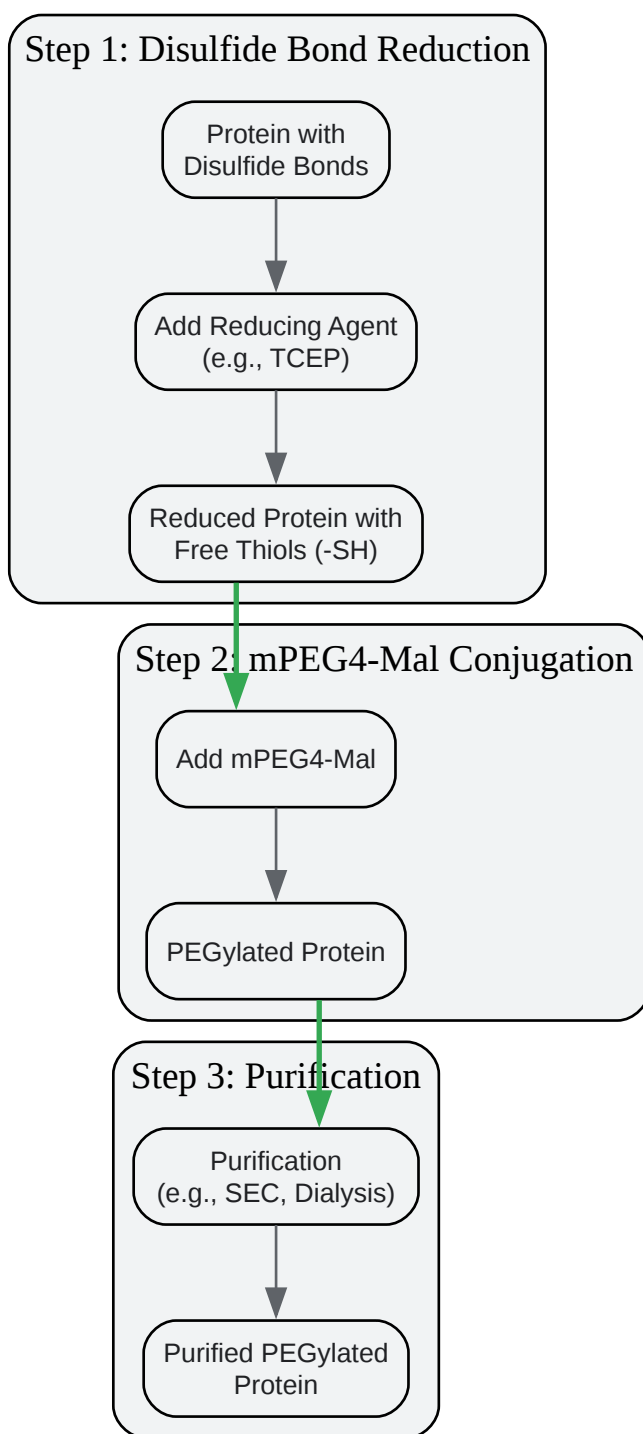 Step 1: Disulfide Bond Reduction
Protein with
Disulfide Bonds
Add Reducing Agent
(e.g., TCEP)
Reduced Protein with
Free Thiols (-SH)
Step 2: mPEG4-Mal Conjugation
Add mPEG4-Mal
PEGylated Protein
Step 3: Purification
Purification
(e.g., SEC, Dialysis)
Purified PEGylated
Protein